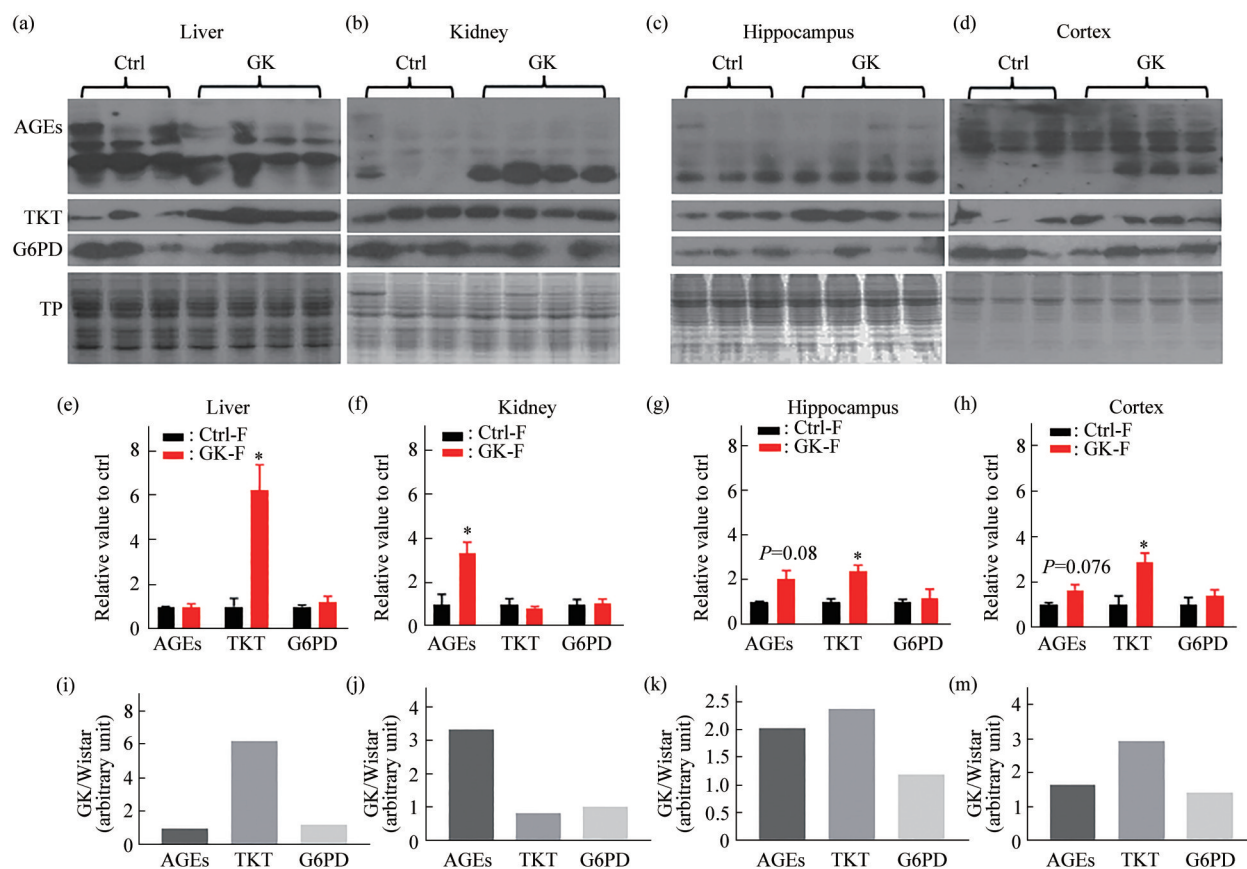 (a) (b) (c) (d)
Liver Kidney Hippocampus Cortex
Ctrl GK Ctrl GK Ctrl GK Ctrl GK
AGEs
TKT
G6PD
TP
(e) Liver
: Ctrl-F
: GK-F
*
Relative value to ctrl
8
6
4
2
0
AGEs TKT G6PD
(f) Kidney
: Ctrl-F
: GK-F
*
Relative value to ctrl
8
6
4
2
0
AGEs TKT G6PD
(g) Hippocampus
: Ctrl-F
: GK-F
P=0.08
*
Relative value to ctrl
8
6
4
2
0
AGEs TKT G6PD
(h) Cortex
: Ctrl-F
: GK-F
P=0.076
*
Relative value to ctrl
8
6
4
2
0
AGEs TKT G6PD
(i)
GK/Wistar
(arbitrary unit)
8
6
4
2
0
AGEs TKT G6PD
(j)
GK/Wistar
(arbitrary unit)
4
3
2
1
0
AGEs TKT G6PD
(k)
GK/Wistar
(arbitrary unit)
2.5
2.0
1.5
1.0
0.5
0
AGEs TKT G6PD
(m)
GK/Wistar
(arbitrary unit)
4
3
2
1
0
AGEs TKT G6PD